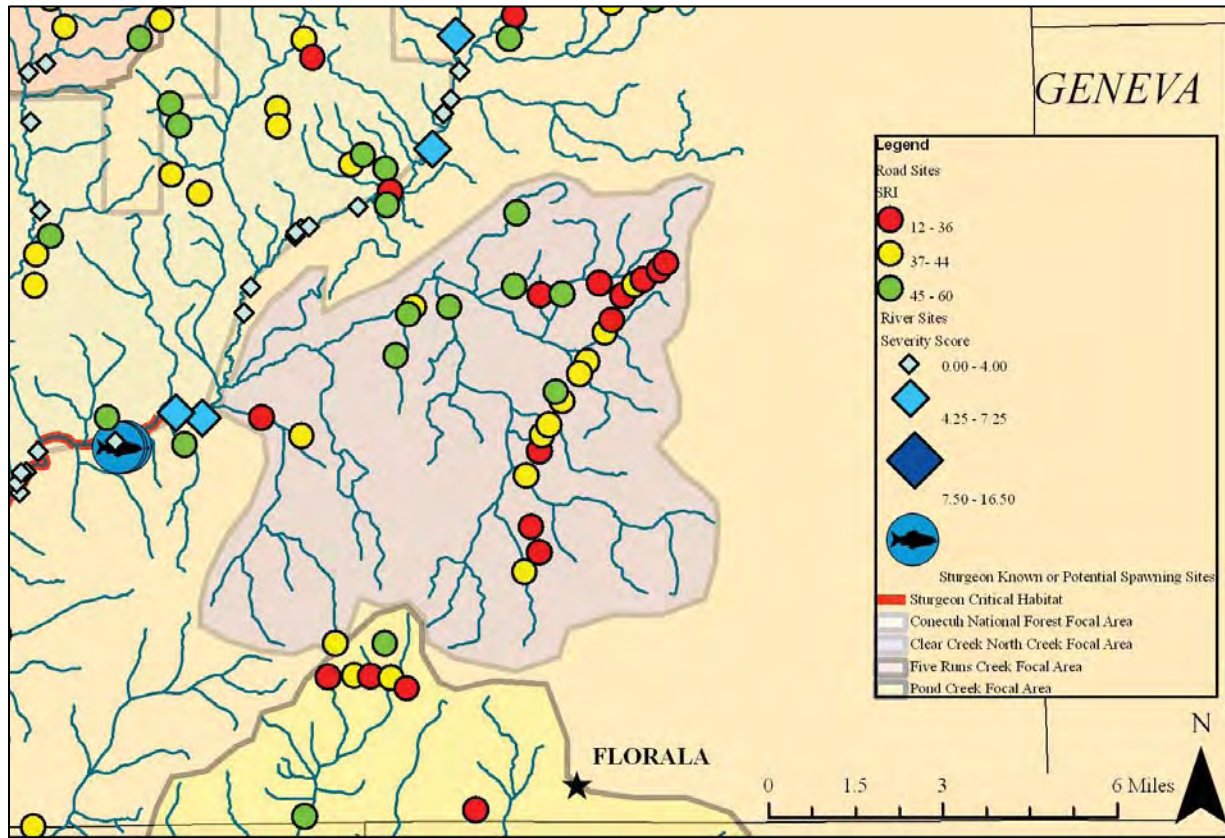 GENEVA
Legend
Road Sites
SRI
12 - 36
37- 44
45 - 60
River Sites
Severity Score
0.00 - 4.00
4.25 - 7.25
7.50 - 16.50
Sturgeon Known or Potential Spawning Sites
Sturgeon Critical Habitat
Conecuh National Forest Focal Area
Clear Creek North Creek Focal Area
Five Runs Creek Focal Area
Pond Creek Focal Area
N
FLORALA
0 1.5 3 6 Miles